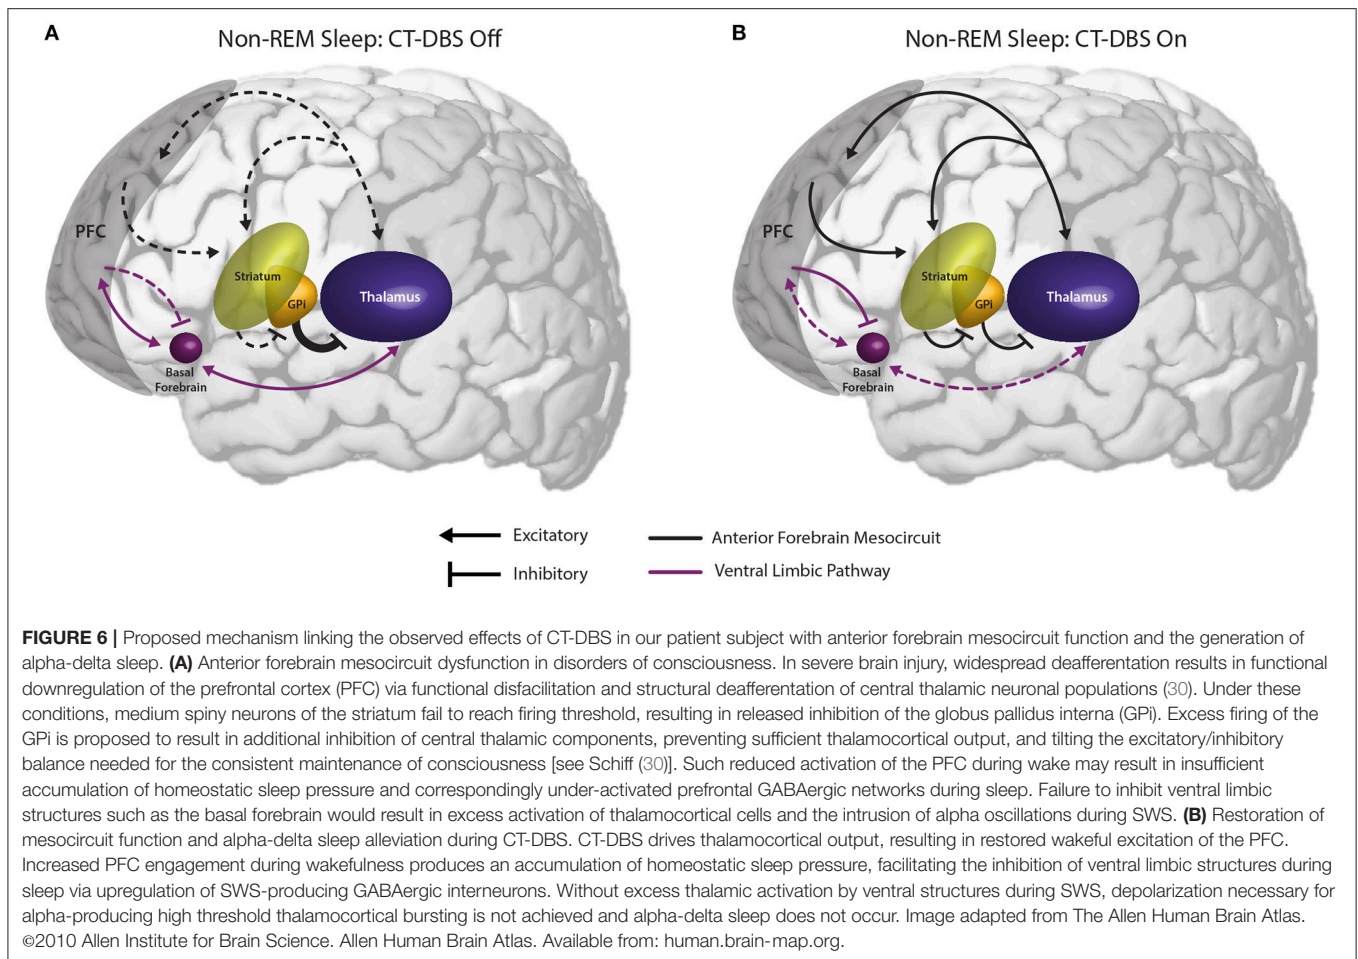 A
Non-REM Sleep: CT-DBS Off
PFC
Striatum
GPi
Thalamus
Basal
Forebrain
B
Non-REM Sleep: CT-DBS On
PFC
Striatum
GPi
Thalamus
Basal
Forebrain
Excitatory
Anterior Forebrain Mesocircuit
Inhibitory
Ventral Limbic Pathway
FIGURE 6 | Proposed mechanism linking the observed effects of CT-DBS in our patient subject with anterior forebrain mesocircuit function and the generation of
alpha-delta sleep. (A) Anterior forebrain mesocircuit dysfunction in disorders of consciousness. In severe brain injury, widespread deafferentation results in functional
downregulation of the prefrontal cortex (PFC) via functional disfacilitation and structural deafferentation of central thalamic neuronal populations (30). Under these
conditions, medium spiny neurons of the striatum fail to reach firing threshold, resulting in released inhibition of the globus pallidus interna (GPi). Excess firing of the
GPi is proposed to result in additional inhibition of central thalamic components, preventing sufficient thalamocortical output, and tilting the excitatory/inhibitory
balance needed for the consistent maintenance of consciousness [see Schiff (30)]. Such reduced activation of the PFC during wake may result in insufficient
accumulation of homeostatic sleep pressure and correspondingly under-activated prefrontal GABAergic networks during sleep. Failure to inhibit ventral limbic
structures such as the basal forebrain would result in excess activation of thalamocortical cells and the intrusion of alpha oscillations during SWS. (B) Restoration of
mesocircuit function and alpha-delta sleep alleviation during CT-DBS. CT-DBS drives thalamocortical output, resulting in restored wakeful excitation of the PFC.
Increased PFC engagement during wakefulness produces an accumulation of homeostatic sleep pressure, facilitating the inhibition of ventral limbic structures during
sleep via upregulation of SWS-producing GABAergic interneurons. Without excess thalamic activation by ventral structures during SWS, depolarization necessary for
alpha-producing high threshold thalamocortical bursting is not achieved and alpha-delta sleep does not occur. Image adapted from The Allen Human Brain Atlas.
©2010 Allen Institute for Brain Science. Allen Human Brain Atlas. Available from: human.brain-map.org.